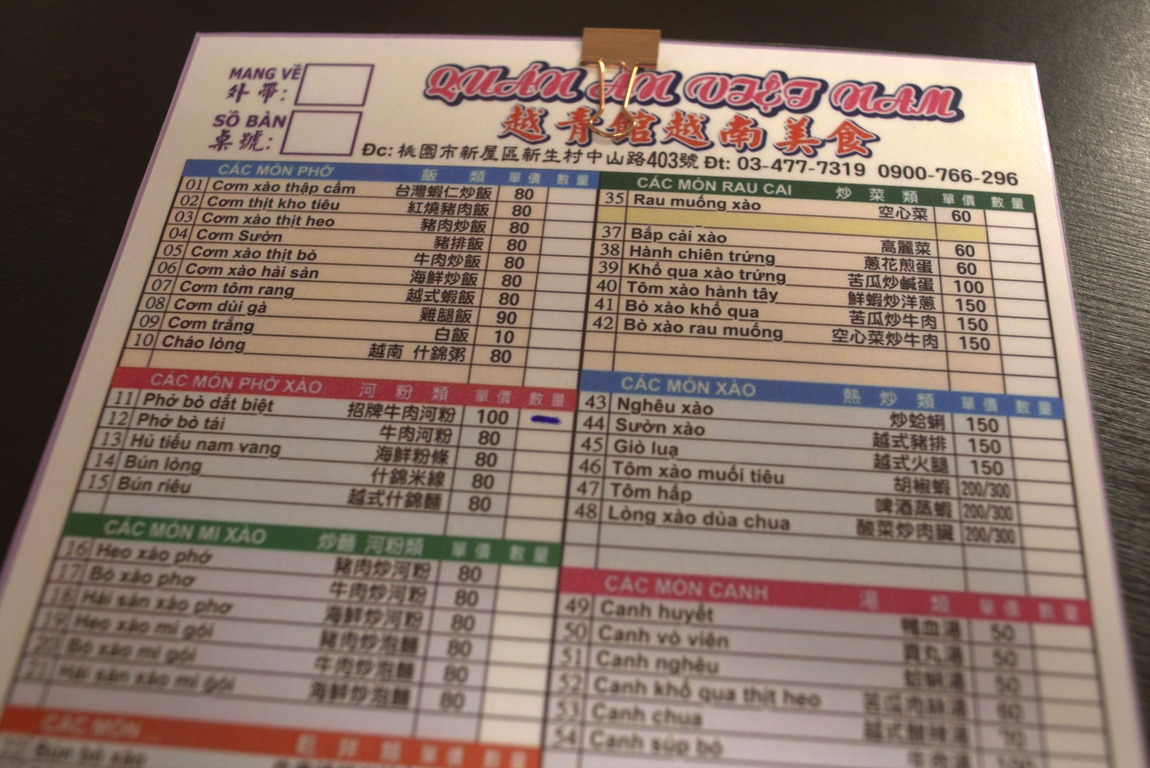 MANG VỀ
外帶:
SỐ BÀN
桌號:
QUÁN ĂN VIỆT NAM
越青館越南美食
Đc: 桃園市新屋區新生村中山路403號 Đt: 03-477-7319 0900-766-296
CÁC MÓN PHỞ 飯類 單價 數量
01 Cơm xào thập cẩm 台灣蝦仁炒飯 80
02 Cơm thịt kho tiêu 紅燒豬肉飯 80
03 Cơm xào thịt heo 豬肉炒飯 80
04 Cơm Sườn 豬排飯 80
05 Cơm xào thịt bò 牛肉炒飯 80
06 Cơm xào hải sản 海鮮炒飯 80
07 Cơm tôm rang 越式蝦飯 80
08 Cơm dùi gà 雞腿飯 90
09 Cơm trắng 白飯 10
10 Cháo lòng 越南 什錦粥 80
CÁC MÓN PHỞ XÀO 河粉類 單價 數量
11 Phở bò dất biệt 招牌牛肉河粉 100
12 Phở bò tái 牛肉河粉 80
13 Hủ tiếu nam vang 海鮮粉條 80
14 Bún lòng 什錦米線 80
15 Bún riêu 越式什錦麵 80
CÁC MÓN MI XÀO 炒麵 河粉類 單價 數量
16 Heo xào phở 豬肉炒河粉 80
17 Bò xào phơ 牛肉炒河粉 80
18 Hải sản xào phơ 海鮮炒河粉 80
19 Heo xào mì gói 豬肉炒泡麵 80
20 Bò xào mì gói 牛肉炒泡麵 80
21 Hải sản xào mì gói 海鮮炒泡麵 80
CÁC MÓN
Bún bò xào
CÁC MÓN RAU CAI 炒菜類 單價 數量
35 Rau muống xào 空心菜 60
37 Bắp cải xào 高麗菜 60
38 Hành chiên trứng 蔥花煎蛋 60
39 Khổ qua xào trứng 苦瓜炒鹹蛋 100
40 Tôm xào hành tây 鮮蝦炒洋蔥 150
41 Bò xào khổ qua 苦瓜炒牛肉 150
42 Bò xào rau muống 空心菜炒牛肉 150
CÁC MÓN XÀO 熱炒類 單價 數量
43 Nghêu xào 炒蛤蜊 150
44 Sườn xào 越式豬排 150
45 Giò luạ 越式火腿 150
46 Tôm xào muối tiêu 胡椒蝦 200/300
47 Tôm hấp 啤酒蒸蝦 200/300
48 Lòng xào dùa chua 酸菜炒肉臟 200/300
CÁC MÓN CANH 湯類 單價 數量
49 Canh huyết 鴨血湯 50
50 Canh vò viên 貢丸湯 50
51 Canh nghêu 蛤蜊湯 50
52 Canh khổ qua thịt heo 苦瓜肉絲湯 60
53 Canh chua 越式酸辣湯 70
54 Canh súp bò 牛肉湯 100